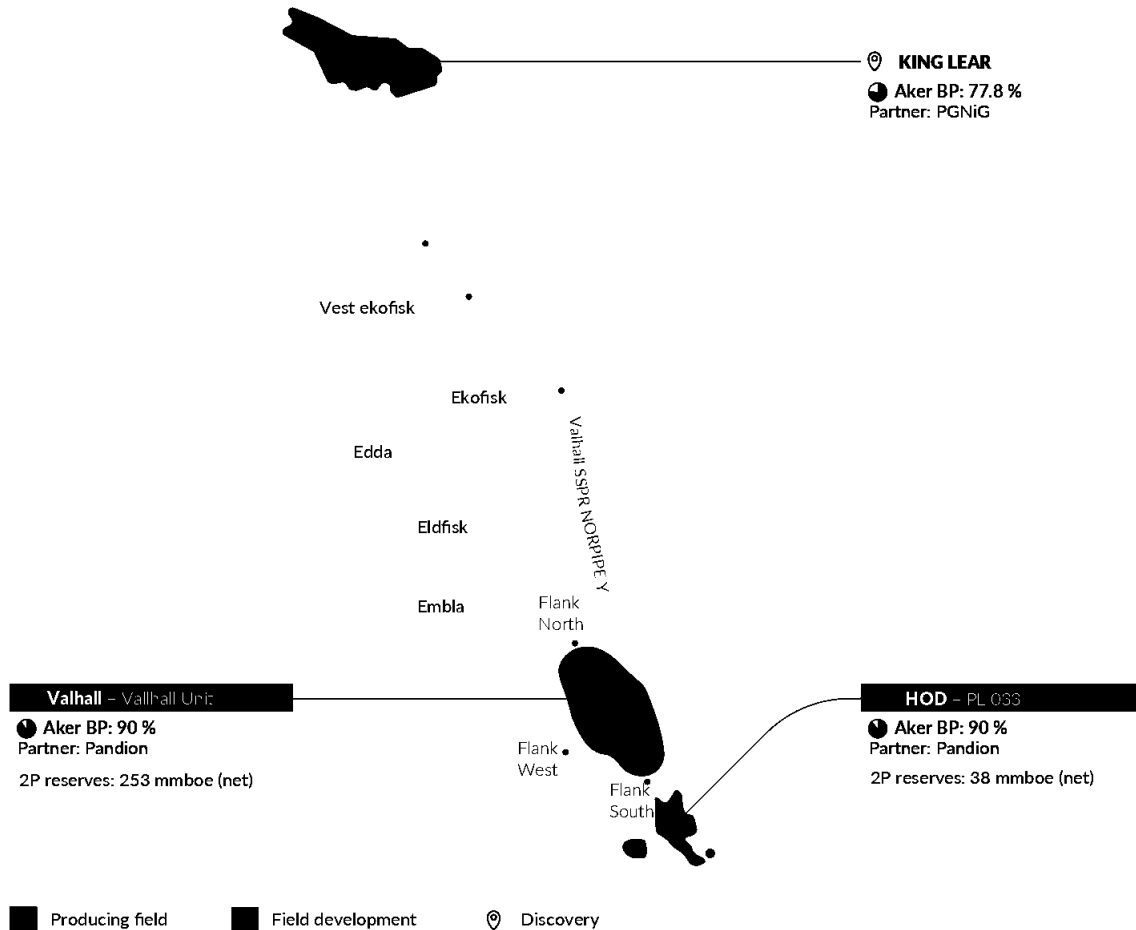 KING LEAR
Aker BP: 77.8 %
Partner: PGNiG
Vest ekofisk
Ekofisk
Valhall SSPR NORPIPE Y
Edda
Eldfisk
Embla
Flank
North
Valhall – Vallhall Unit
Aker BP: 90 %
Partner: Pandion
2P reserves: 253 mmboe (net)
HOD – PL 033
Aker BP: 90 %
Partner: Pandion
2P reserves: 38 mmboe (net)
Flank
West
Flank
South
Producing field
Field development
Discovery